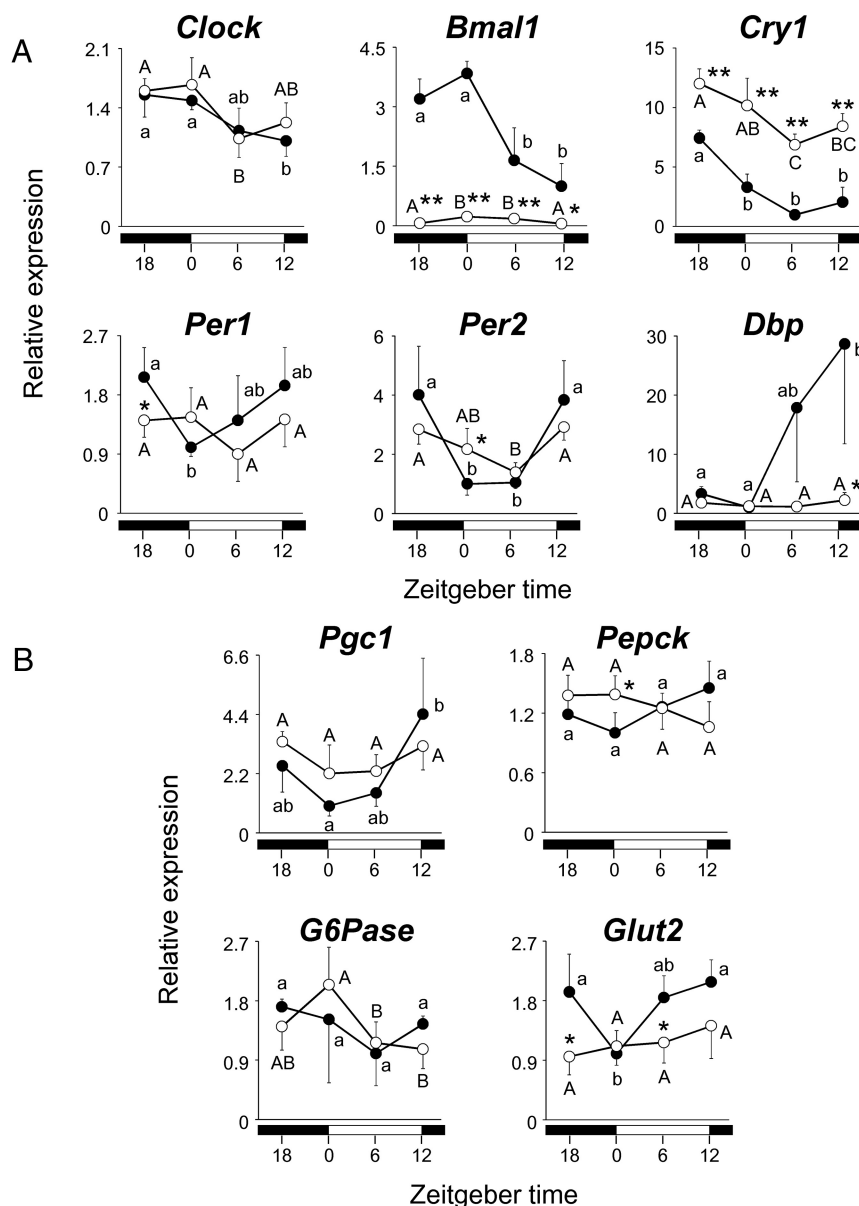 A
Clock
Bmal1
Cry1
Relative expression
2.1
1.4
0.7
0
A
A
ab
AB
a
a
B
b
18 0 6 12
4.5
3
1.5
0
a
a
b
b
A**
B**
B**
A*
18 0 6 12
15
10
5
0
**
A
**
AB
**
C
**
BC
a
b
b
b
18 0 6 12
Per1
Per2
Dbp
2.7
1.8
0.9
0
a
ab
ab
*
A
A
b
A
A
18 0 6 12
6
4
2
0
a
a
AB
*
B
A
b
b
A
18 0 6 12
30
20
10
0
a
a
ab
b
A
A
A
A*
18 0 6 12
Zeitgeber time
B
Pgc1
Pepck
Relative expression
6.6
4.4
2.2
0
A
A
A
b
A
ab
a
ab
18 0 6 12
1.8
1.2
0.6
0
A
A
*
a
a
a
a
A
A
18 0 6 12
G6Pase
Glut2
2.7
1.8
0.9
0
a
A
B
a
AB
a
a
B
18 0 6 12
2.7
1.8
0.9
0
a
ab
a
*
A
*
A
A
b
A
18 0 6 12
Zeitgeber time